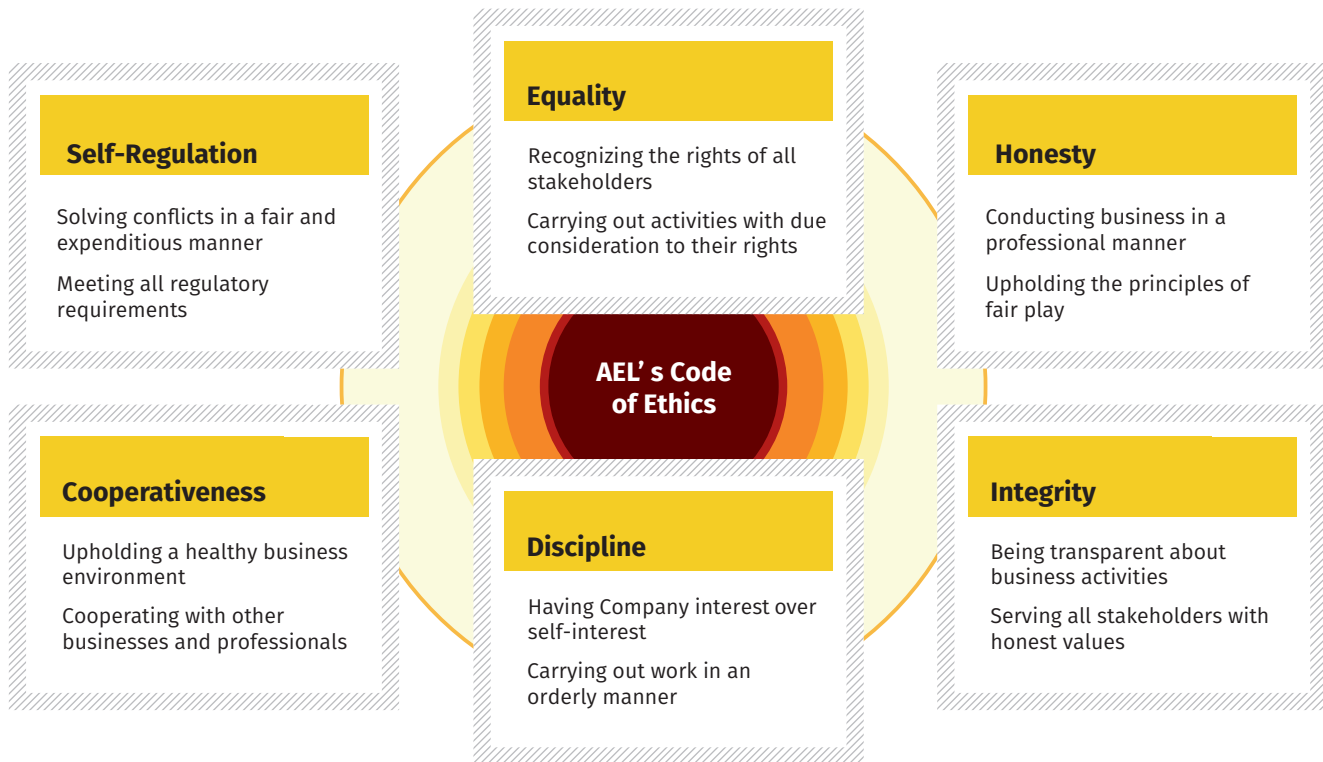 Equality
Recognizing the rights of all
stakeholders
Carrying out activities with due
consideration to their rights
Self-Regulation
Solving conflicts in a fair and
expenditious manner
Meeting all regulatory
requirements
Honesty
Conducting business in a
professional manner
Upholding the principles of
fair play
AEL’ s Code
of Ethics
Cooperativeness
Upholding a healthy business
environment
Cooperating with other
businesses and professionals
Discipline
Having Company interest over
self-interest
Carrying out work in an
orderly manner
Integrity
Being transparent about
business activities
Serving all stakeholders with
honest values